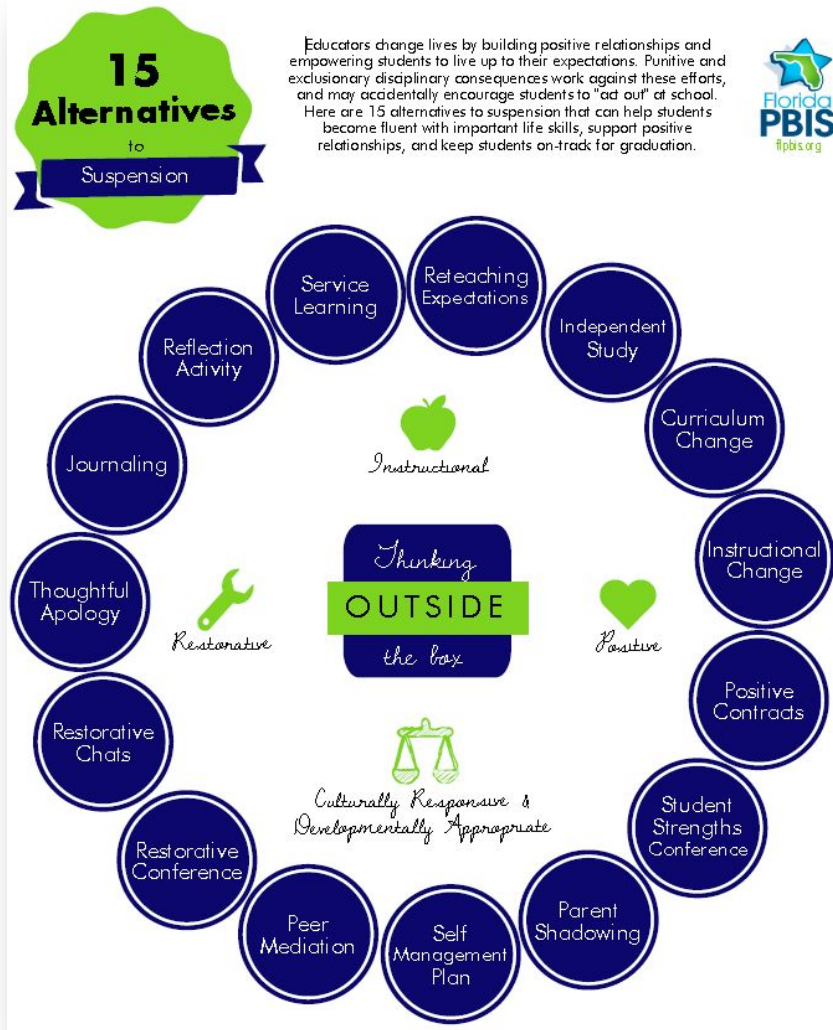 15
Alternatives
to
Suspension
Educators change lives by building positive relationships and
empowering students to live up to their expectations. Punitive and
exclusionary disciplinary consequences work against these efforts,
and may accidentally encourage students to "act out" at school.
Here are 15 alternatives to suspension that can help students
become fluent with important life skills, support positive
relationships, and keep students on-track for graduation.
Florida
PBIS
flpbis.org
Service
Learning
Reteaching
Expectations
Independent
Study
Curriculum
Change
Instructional
Change
Positive
Contracts
Student
Strengths
Conference
Parent
Shadowing
Self
Management
Plan
Peer
Mediation
Restorative
Conference
Restorative
Chats
Thoughtful
Apology
Journaling
Reflection
Activity
Instructional
Restorative
Thinking
OUTSIDE
the box
Positive
Culturally Responsive &
Developmentally Appropriate